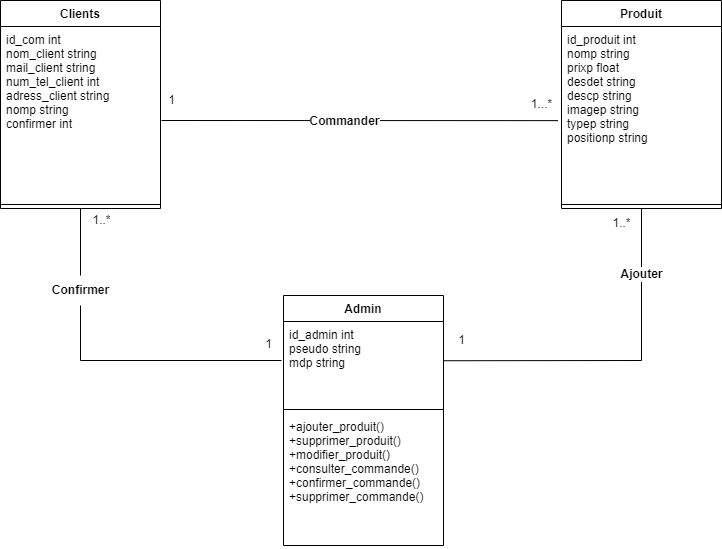 Clients
id_com int
nom_client string
mail_client string
num_tel_client int
adress_client string
nomp string
confirmer int
1
Commander
1...*
Produit
id_produit int
nomp string
prixp float
desdet string
descp string
imagep string
typep string
positionp string
1..*
Confirmer
1
1..*
Ajouter
1
Admin
id_admin int
pseudo string
mdp string
+ajouter_produit()
+supprimer_produit()
+modifier_produit()
+consulter_commande()
+confirmer_commande()
+supprimer_commande()